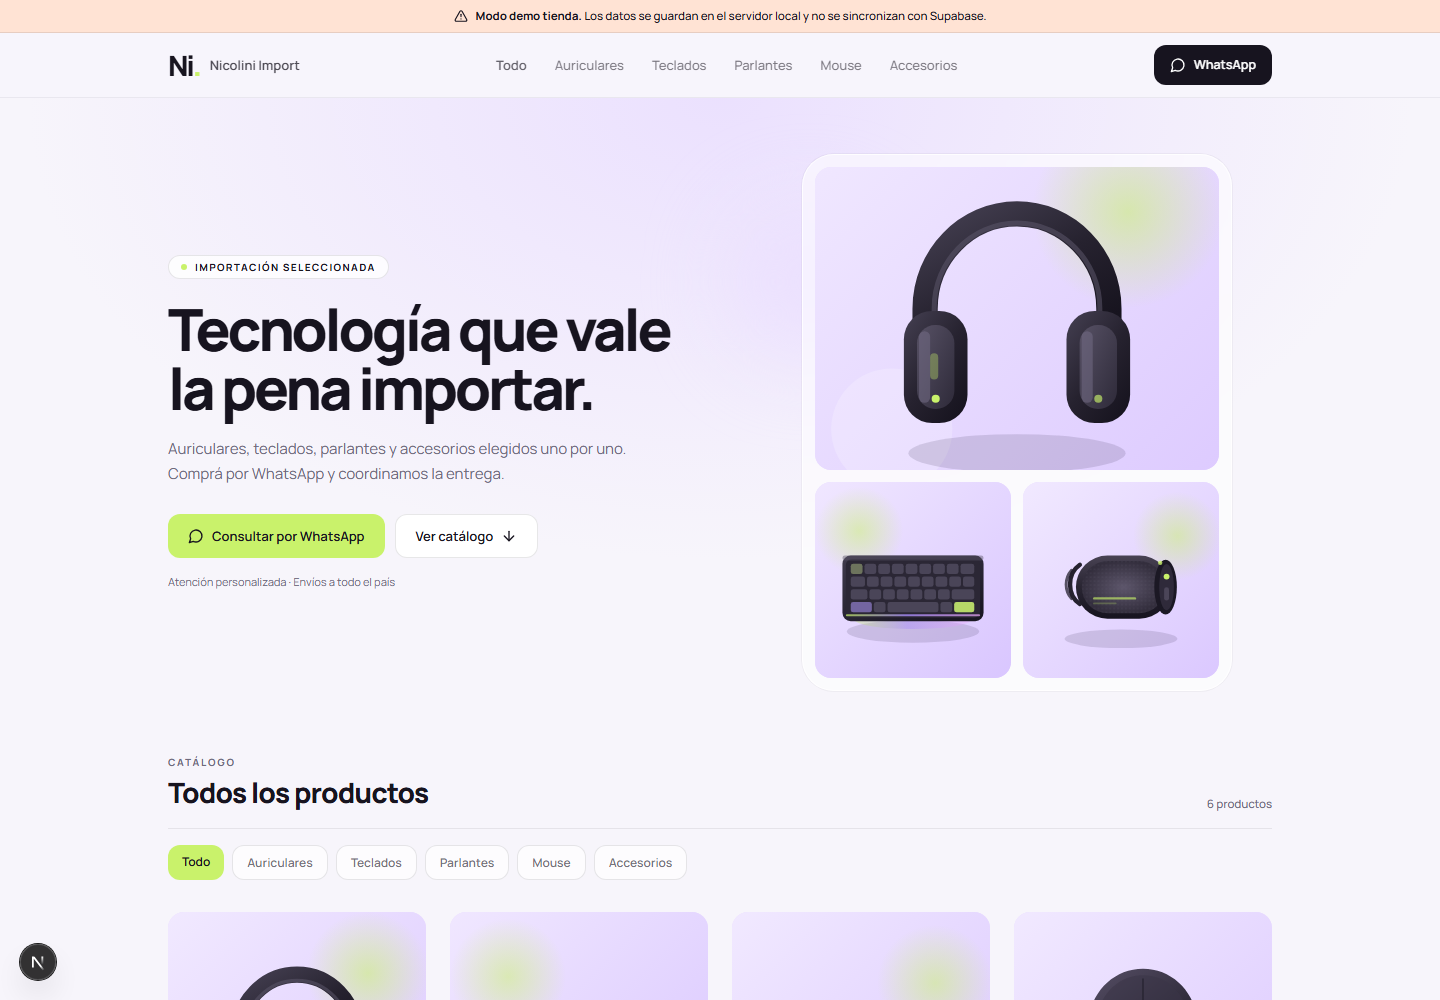 Modo demo tienda. Los datos se guardan en el servidor local y no se sincronizan con Supabase.
Ni. Nicolini Import
Todo Auriculares Teclados Parlantes Mouse Accesorios
WhatsApp
IMPORTACIÓN SELECCIONADA
Tecnología que vale
la pena importar.
Auriculares, teclados, parlantes y accesorios elegidos uno por uno.
Comprá por WhatsApp y coordinamos la entrega.
Consultar por WhatsApp
Ver catálogo
Atención personalizada · Envíos a todo el país
CATÁLOGO
Todos los productos
6 productos
Todo Auriculares Teclados Parlantes Mouse Accesorios
N